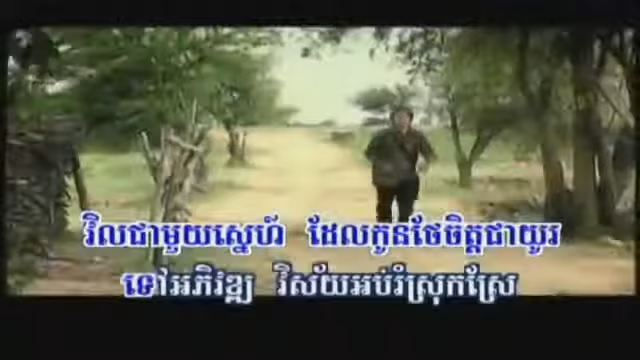 វិលជាមួយស្នេហ៍ ដែលកូនថែចិត្តជាយូរ
ទៅអភិវឌ្ឍ វិស័យអប់រំស្រុកស្រែ